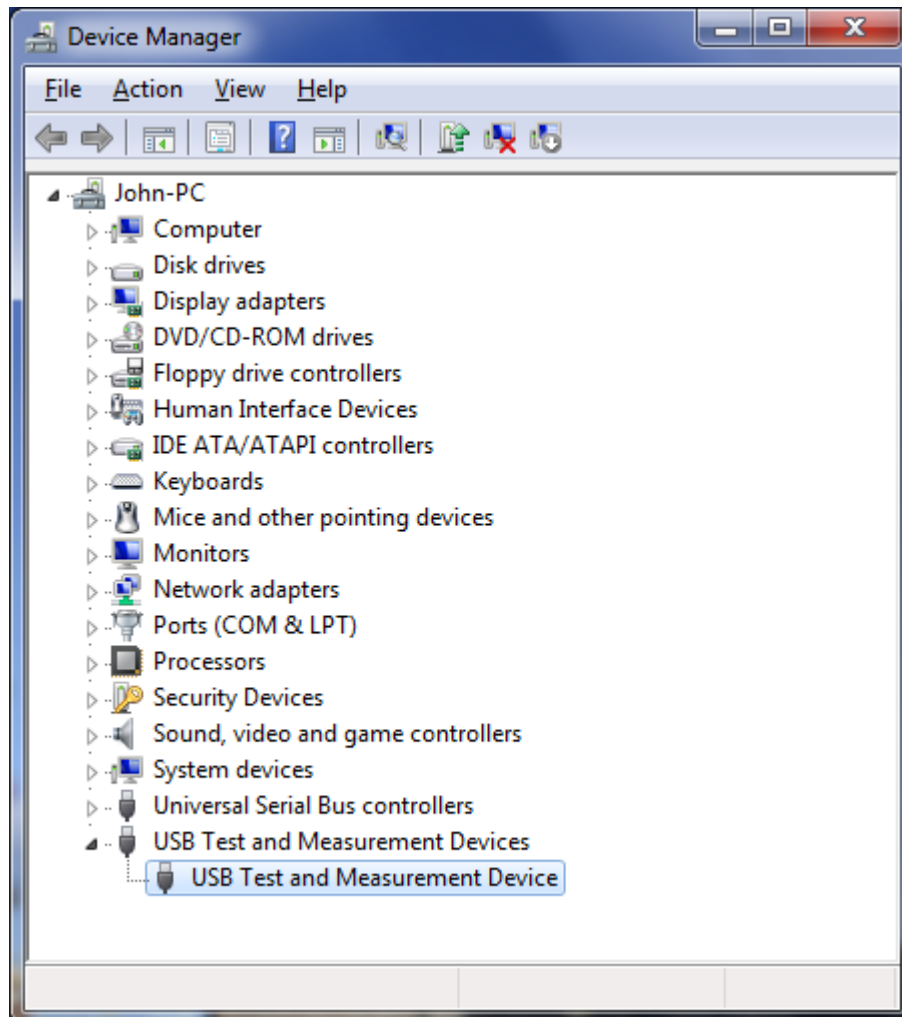 Device Manager
File Action View Help
John-PC
Computer
Disk drives
Display adapters
DVD/CD-ROM drives
Floppy drive controllers
Human Interface Devices
IDE ATA/ATAPI controllers
Keyboards
Mice and other pointing devices
Monitors
Network adapters
Ports (COM & LPT)
Processors
Security Devices
Sound, video and game controllers
System devices
Universal Serial Bus controllers
USB Test and Measurement Devices
USB Test and Measurement Device